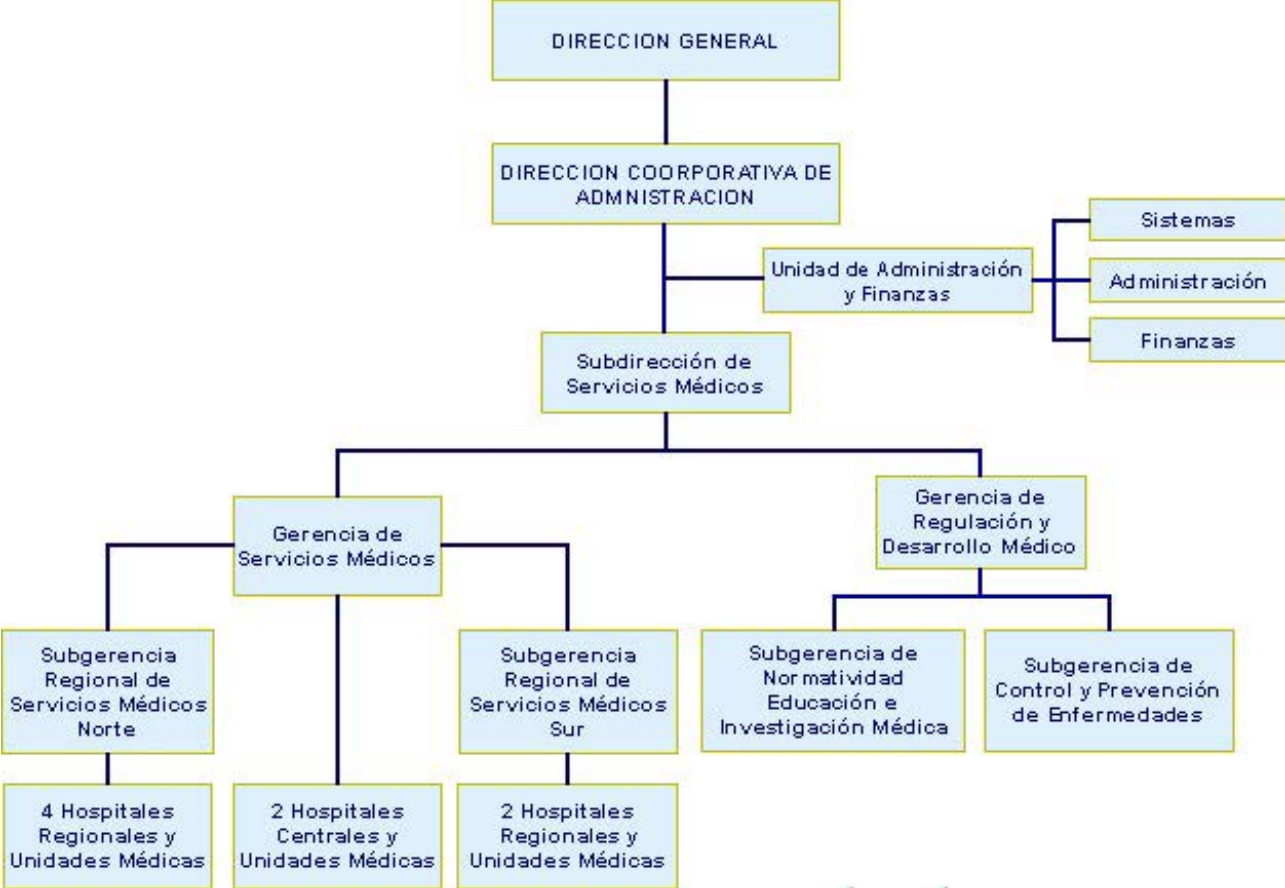 DIRECCION GENERAL
DIRECCION COORPORATIVA DE
ADMNISTRACION
Unidad de Administración
y Finanzas
Sistemas
Administración
Finanzas
Subdirección de
Servicios Médicos
Gerencia de
Servicios Médicos
Gerencia de
Regulación y
Desarrollo Médico
Subgerencia
Regional de
Servicios Médicos
Norte
Subgerencia
Regional de
Servicios Médicos
Sur
Subgerencia de
Normatividad
Educación e
Investigación Médica
Subgerencia de
Control y Prevención
de Enfermedades
4 Hospitales
Regionales y
Unidades Médicas
2 Hospitales
Centrales y
Unidades Médicas
2 Hospitales
Regionales y
Unidades Médicas